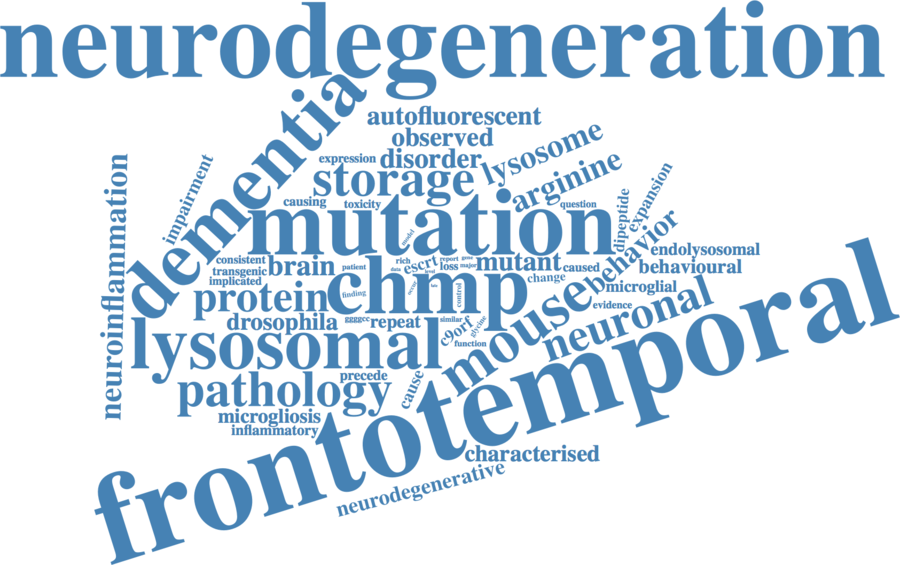 neurodegeneration
dementia
autofluorescent
observed
expression
disorder
lysosome
storage
arginine
causing
toxicity
question
neuroinflammation
impairment
mutation
dipeptide
expansion
behavior
model
consistent
transgenic
implicated
brain
patient
rich
data
escrt
level
report
gene
loss
major
mutant
caused
change
endolysosomal
behavioural
microglial
evidence
protein
finding
chmp
control
mouse
neuronal
drosophila
ggggcc
repeat
similar
c9orf
glycine
function
lysosomal
pathology
precede
cause
microgliosis
inflammatory
frontotemporal
characterised
neurodegenerative